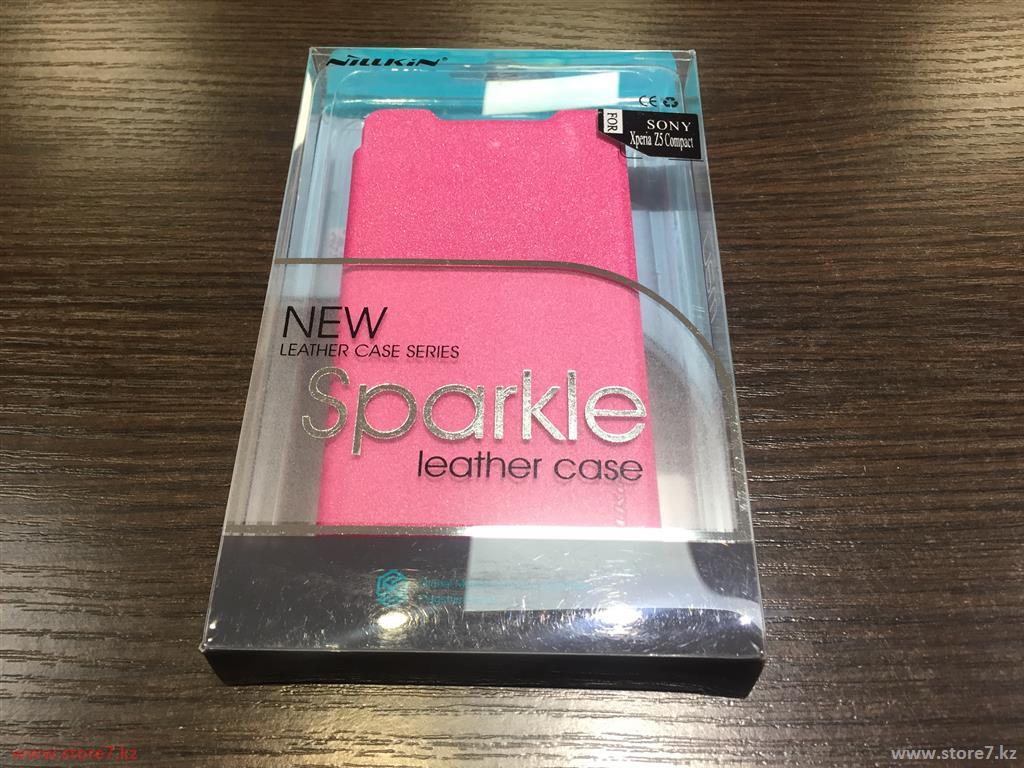 NILLKIN®
CE
FOR
SONY
Xperia Z5 Compact
NEW
LEATHER CASE SERIES
Sparkle
leather case
www.store7.kz
www.store7.kz